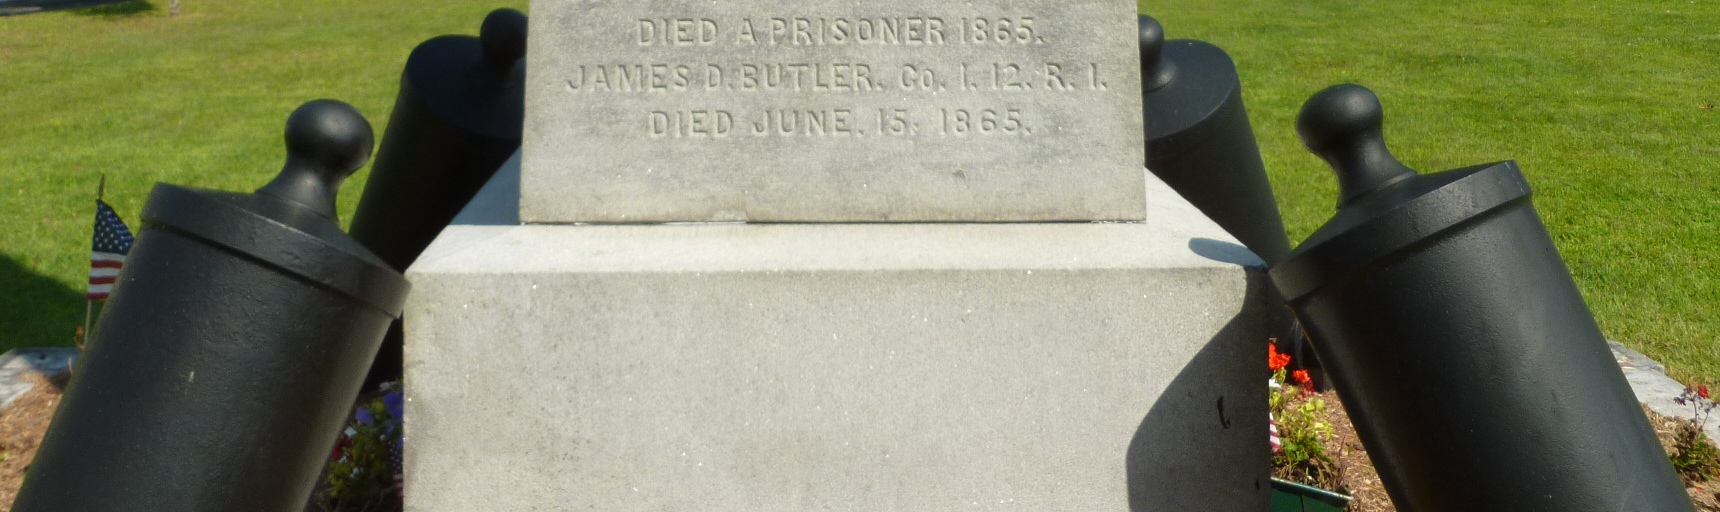 DIED A PRISONER 1865.
JAMES D. BUTLER. Co. I. 12. R. I.
DIED JUNE. 15. 1865.